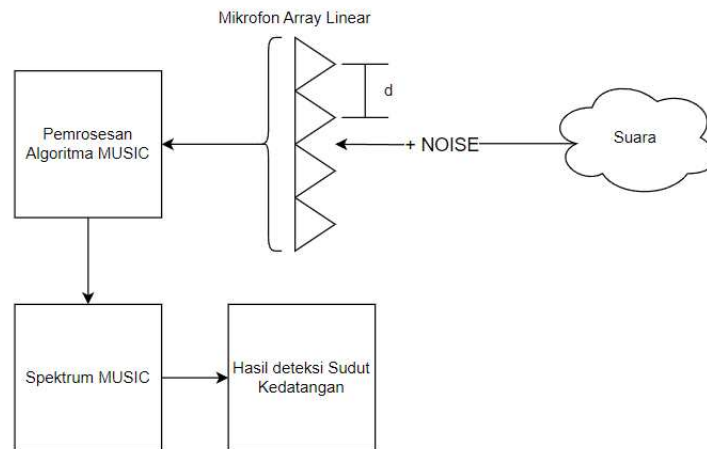 Mikrofon Array Linear
d
Pemrosesan
Algoritma MUSIC
+ NOISE
Suara
Spektrum MUSIC
Hasil deteksi Sudut
Kedatangan